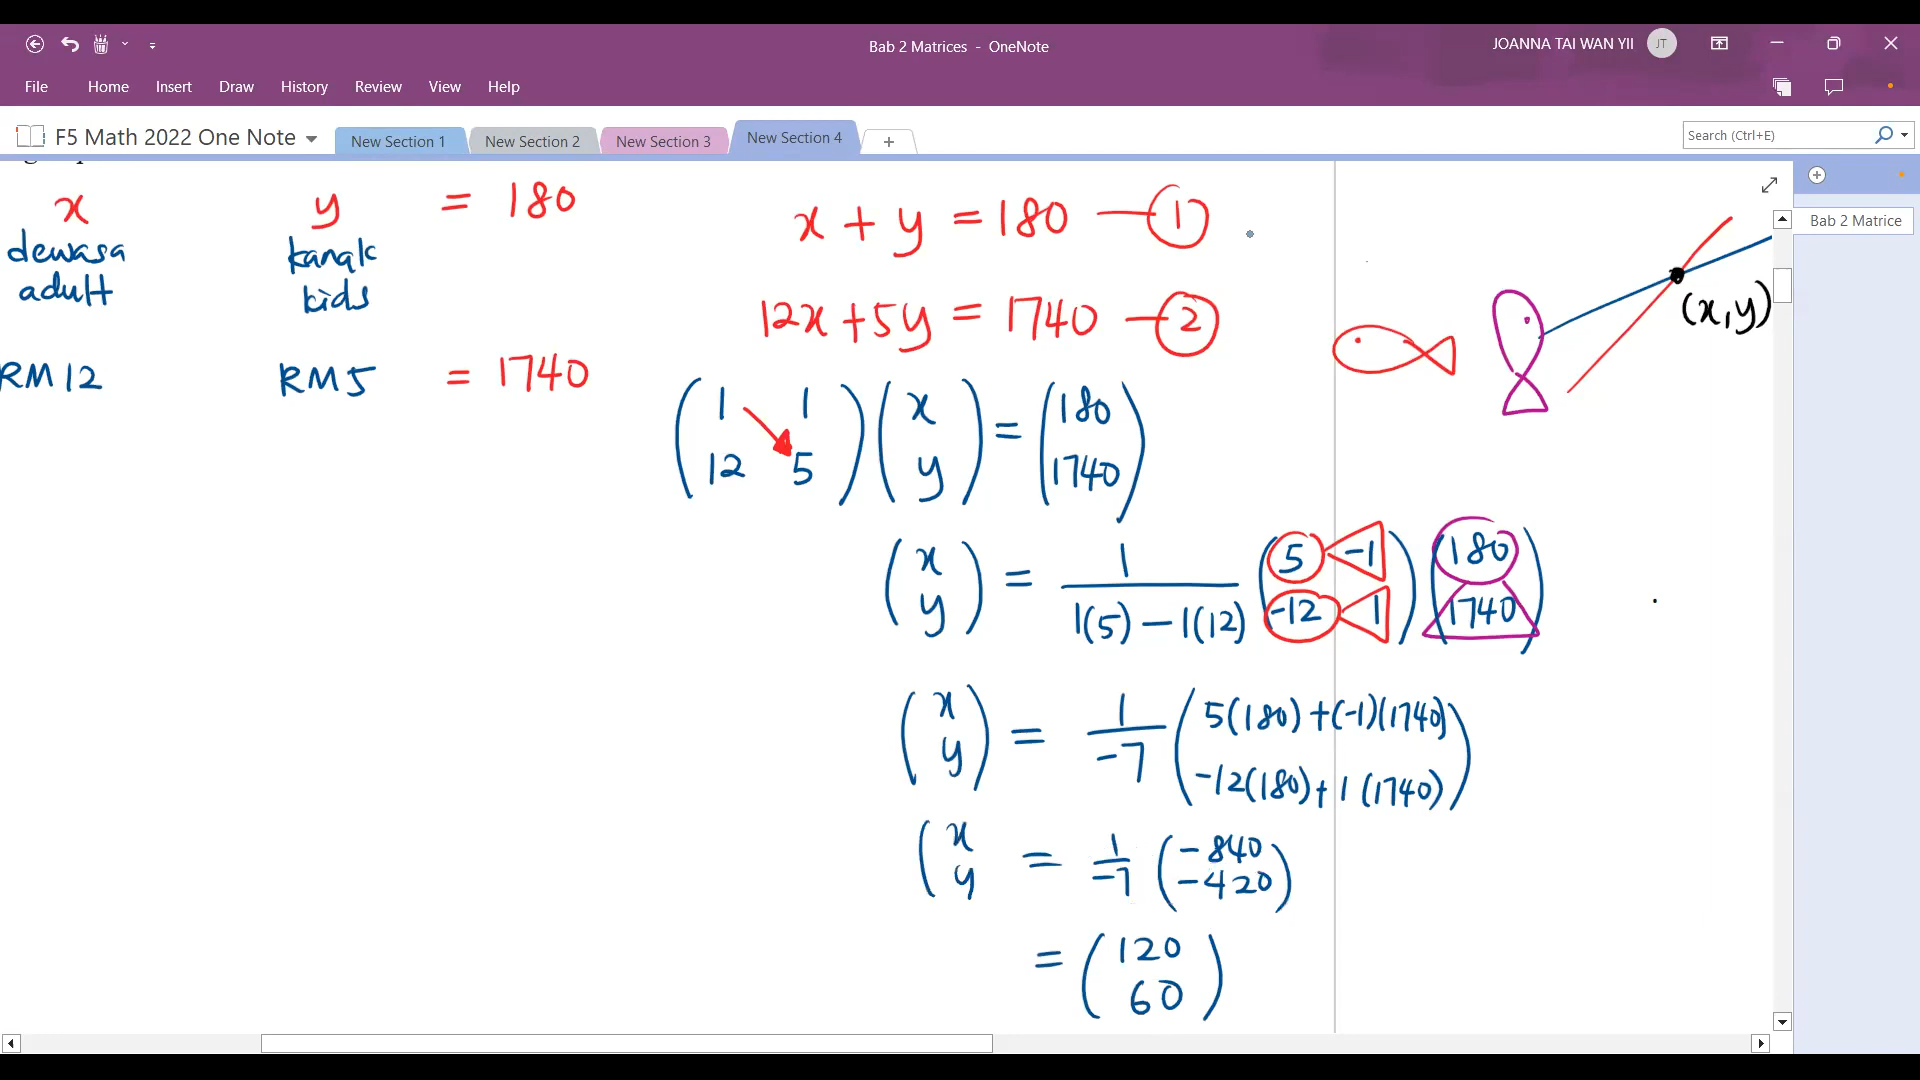 Bab 2 Matrices - OneNote
JOANNA TAI WAN YII JT
File Home Insert Draw History Review View Help
F5 Math 2022 One Note New Section 1 New Section 2 New Section 3 New Section 4 +
Search (Ctrl+E)
Bab 2 Matrice
x y = 180
dewasa kanak
adult kids
RM12 RM5 = 1740
x + y = 180 — 1
12x + 5y = 1740 — 2
(x,y)
( 1 1 ) ( x ) = ( 180 )
( 12 5 ) ( y ) ( 1740 )
( x ) = 1 ( 5 -1 ) ( 180 )
( y ) 1(5) - 1(12) ( -12 1 ) ( 1740 )
( x ) = 1 ( 5(180) + (-1)(1740) )
( y ) -7 ( -12(180) + 1(1740) )
( x = 1 ( -840 )
( y -7 ( -420 )
= ( 120 )
( 60 )